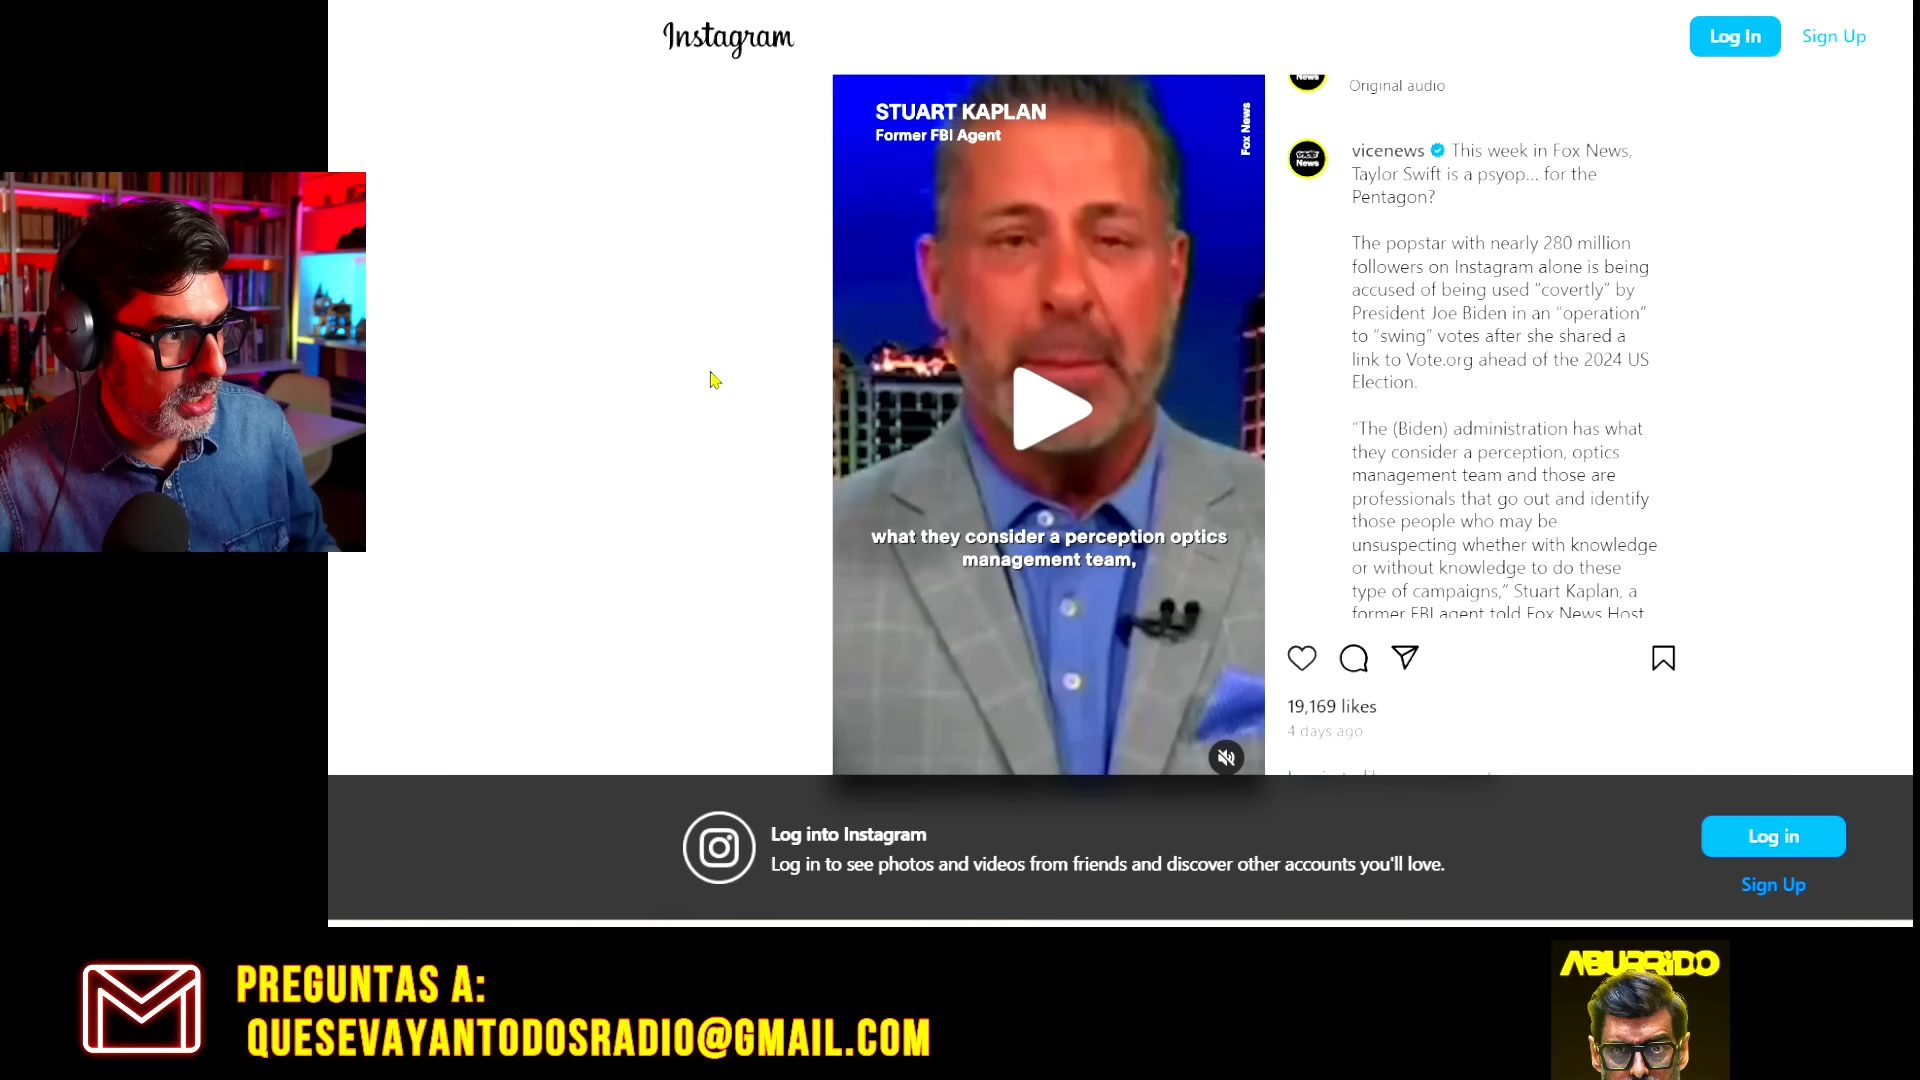 Instagram
Log In
Sign Up
STUART KAPLAN
Former FBI Agent
Fox News
what they consider a perception optics
management team,
News
Original audio
News
vicenews This week in Fox News,
Taylor Swift is a psyop... for the
Pentagon?
The popstar with nearly 280 million
followers on Instagram alone is being
accused of being used “covertly” by
President Joe Biden in an “operation”
to “swing” votes after she shared a
link to Vote.org ahead of the 2024 US
Election.
“The (Biden) administration has what
they consider a perception, optics
management team and those are
professionals that go out and identify
those people who may be
unsuspecting whether with knowledge
or without knowledge to do these
type of campaigns,” Stuart Kaplan, a
former FBI agent told Fox News Host
19,169 likes
4 days ago
Log into Instagram
Log in to see photos and videos from friends and discover other accounts you'll love.
Log in
Sign Up
PREGUNTAS A:
QUESEVAYANTODOSRADIO@GMAIL.COM
ABURRIDO